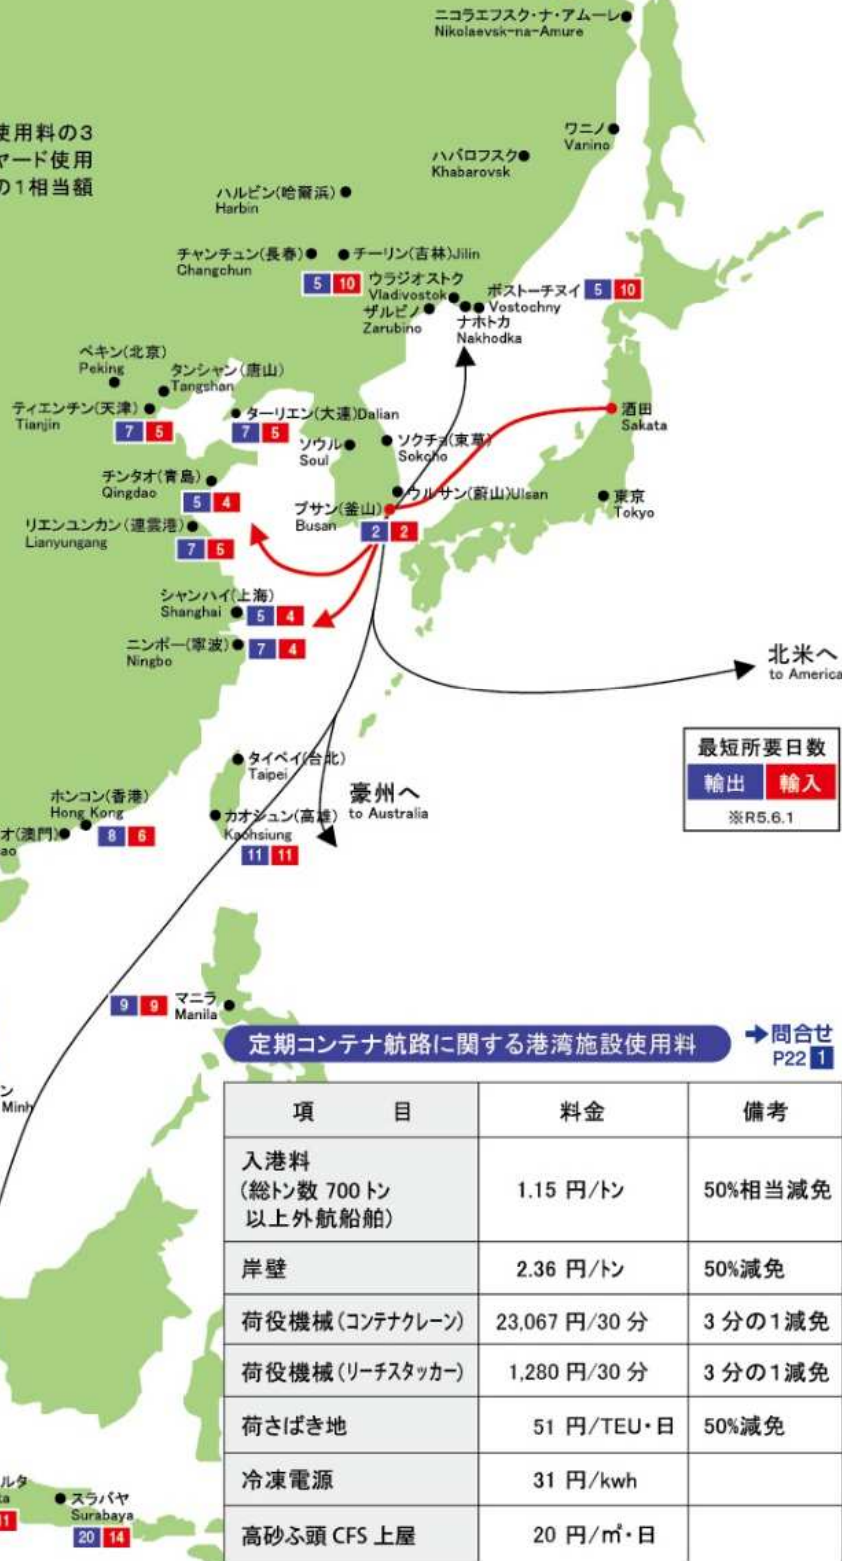 ニコラエフスク・ナ・アムーレ
Nikolaevsk-na-Amure
使用料の3
ヤード使用
の1相当額
ワニノ
Vanino
ハバロフスク
Khabarovsk
ハルビン(哈爾浜)
Harbin
チャンチュン(長春)
Changchun
チーリン(吉林)Jilin
5 10
ウラジオストク
Vladivostok
ボストーチヌイ
Vostochny
5 10
ザルビノ
Zarubino
ナホトカ
Nakhodka
ペキン(北京)
Peking
タンシャン(唐山)
Tangshan
ティエンチン(天津)
Tianjin
7 5
ターリエン(大連)Dalian
7 5
酒田
Sakata
ソウル
Soul
ソクチョ(東草)
Sokcho
チンタオ(青島)
Qingdao
5 4
ウルサン(蔚山)Ulsan
東京
Tokyo
プサン(釜山)
Busan
2 2
リエンユンカン(連雲港)
Lianyungang
7 5
シャンハイ(上海)
Shanghai
5 4
ニンボー(寧波)
Ningbo
7 4
北米へ
to America
最短所要日数
輸出 輸入
※R5.6.1
タイペイ(台北)
Taipei
豪州へ
to Australia
ホンコン(香港)
Hong Kong
8 6
オ(澳門)
ao
カオシュン(高雄)
Kaohsiung
11 11
9 9
マニラ
Manila
ン
Minh
定期コンテナ航路に関する港湾施設使用料
➔問合せ
P22 1
項 目 料金 備考
入港料
(総トン数 700トン
以上外航船舶)
1.15 円/トン 50%相当減免
岸壁 2.36 円/トン 50%減免
荷役機械(コンテナクレーン) 23,067 円/30 分 3 分の1減免
荷役機械(リーチスタッカー) 1,280 円/30 分 3 分の1減免
荷さばき地 51 円/TEU・日 50%減免
冷凍電源 31 円/kwh
高砂ふ頭 CFS 上屋 20 円/㎡・日
ルタ
ta
11
スラバヤ
Surabaya
20 14